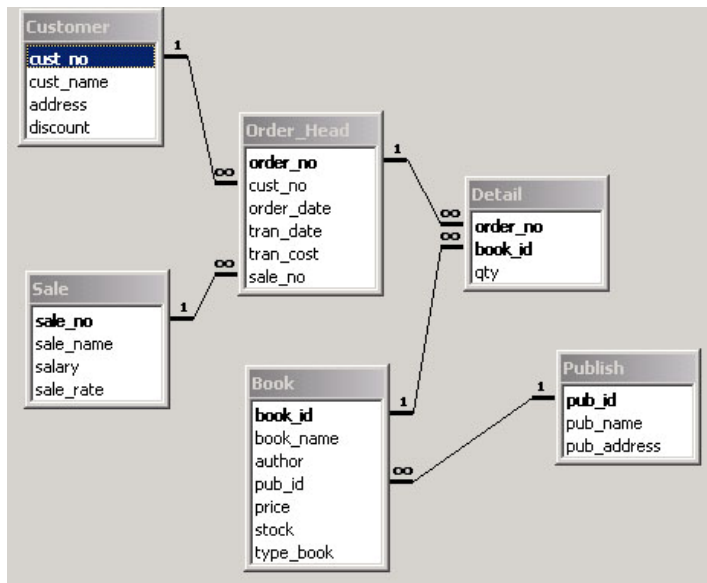 Customer
cust_no
cust_name
address
discount
1
∞
Order_Head
order_no
cust_no
order_date
tran_date
tran_cost
sale_no
1
∞
Detail
order_no
book_id
qty
∞
∞
Sale
sale_no
sale_name
salary
sale_rate
1
Book
book_id
book_name
author
pub_id
price
stock
type_book
1
∞
Publish
pub_id
pub_name
pub_address
1